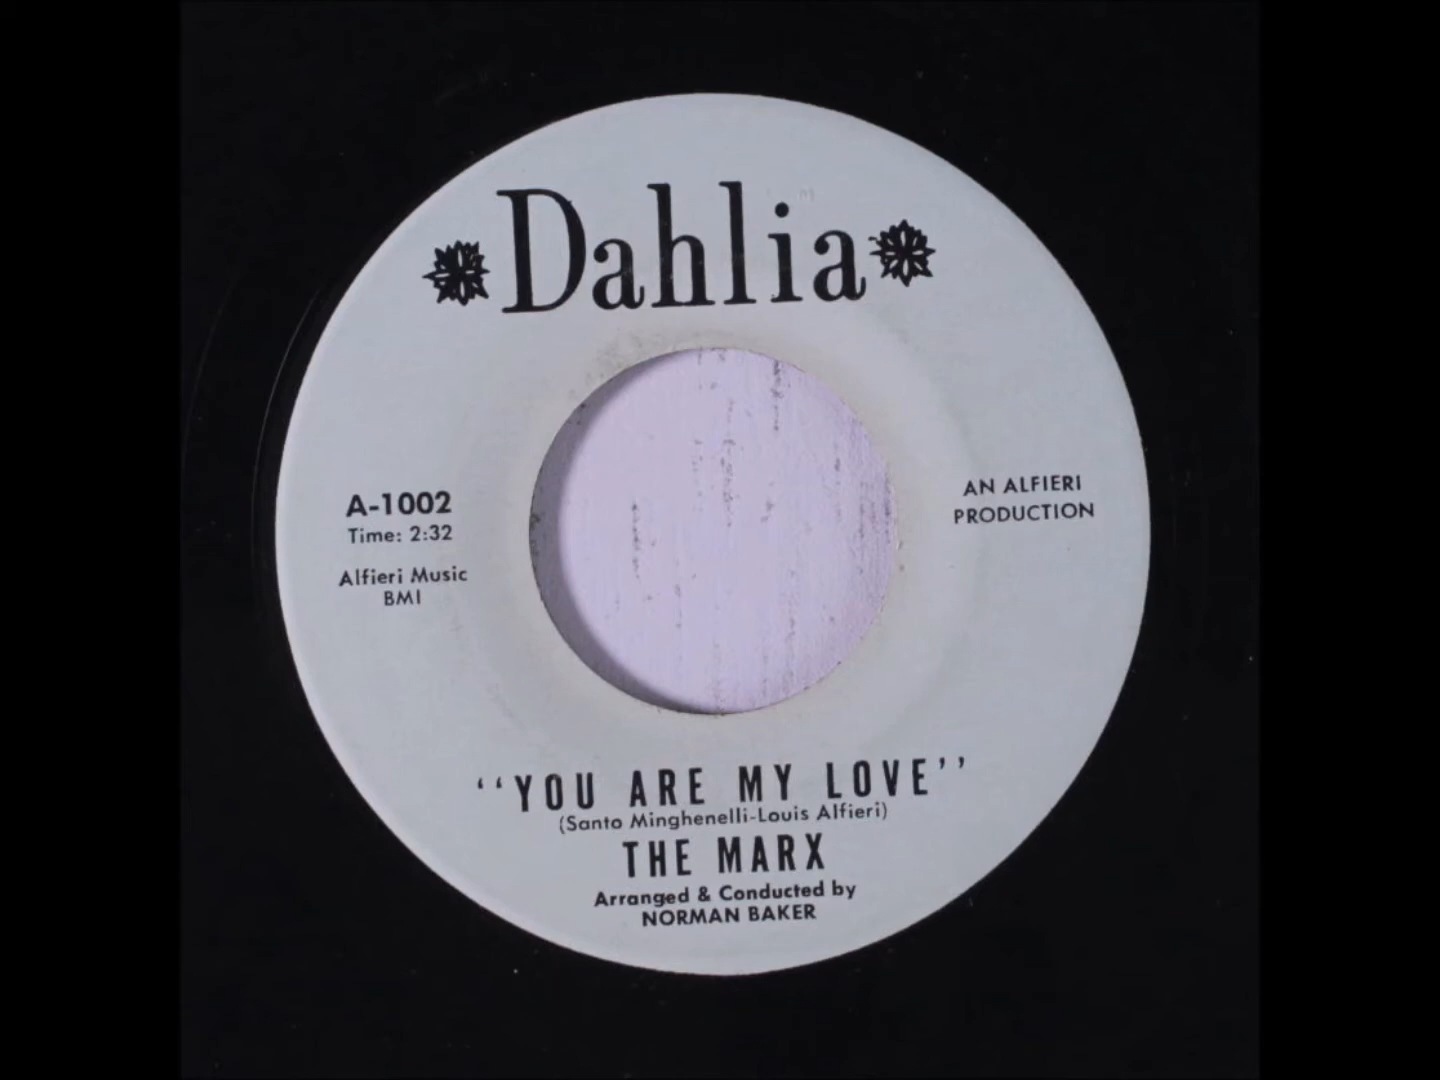 Dahlia
A-1002
Time: 2:32
Alfieri Music
BMI
AN ALFIERI
PRODUCTION
‘‘YOU ARE MY LOVE’’
(Santo Minghenelli-Louis Alfieri)
THE MARX
Arranged & Conducted by
NORMAN BAKER